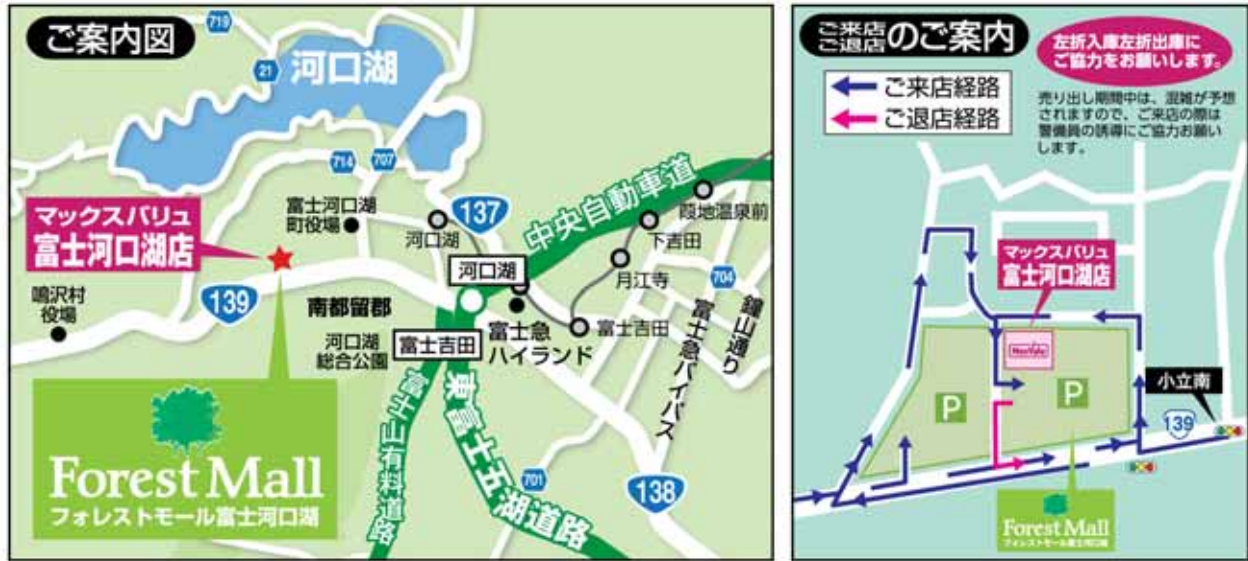 ご案内図
719
21
河口湖
714
707
マックスバリュ
富士河口湖店
富士河口湖
町役場
河口湖
137
中央自動車道
葭池温泉前
下吉田
月江寺
704
河口湖
139
鳴沢村
役場
南都留郡
富士急
ハイランド
富士吉田
河口湖
総合公園
富士吉田
鐘山通り
富士急バイパス
富士山有料道路
東富士五湖道路
701
138
Forest Mall
フォレストモール富士河口湖
ご来店
ご退店
のご案内
左折入庫左折出庫に
ご協力をお願いします。
ご来店経路
ご退店経路
売り出し期間中は、混雑が予想
されますので、ご来店の際は
警備員の誘導にご協力お願い
します。
マックスバリュ
富士河口湖店
MaxValu
P
P
小立南
139
Forest Mall
フォレストモール富士河口湖